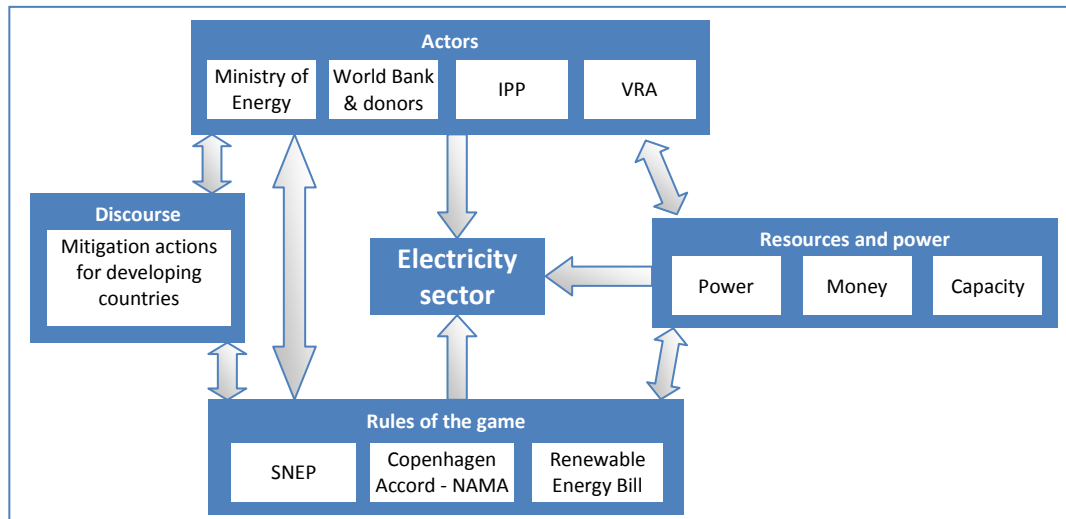 Actors
Ministry of
Energy
World Bank
& donors
IPP
VRA
Discourse
Mitigation actions
for developing
countries
Electricity
sector
Resources and power
Power
Money
Capacity
Rules of the game
SNEP
Copenhagen
Accord - NAMA
Renewable
Energy Bill